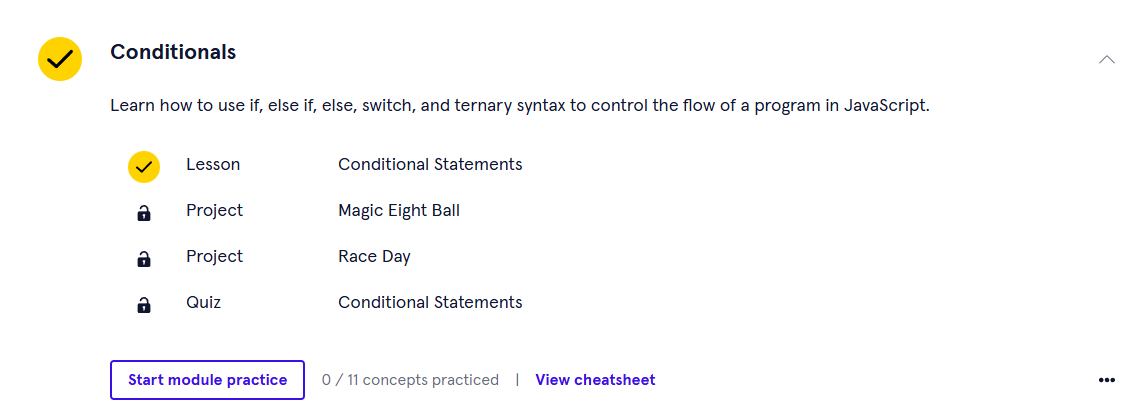 Conditionals
Learn how to use if, else if, else, switch, and ternary syntax to control the flow of a program in JavaScript.
Lesson Conditional Statements
Project Magic Eight Ball
Project Race Day
Quiz Conditional Statements
Start module practice 0 / 11 concepts practiced | View cheatsheet